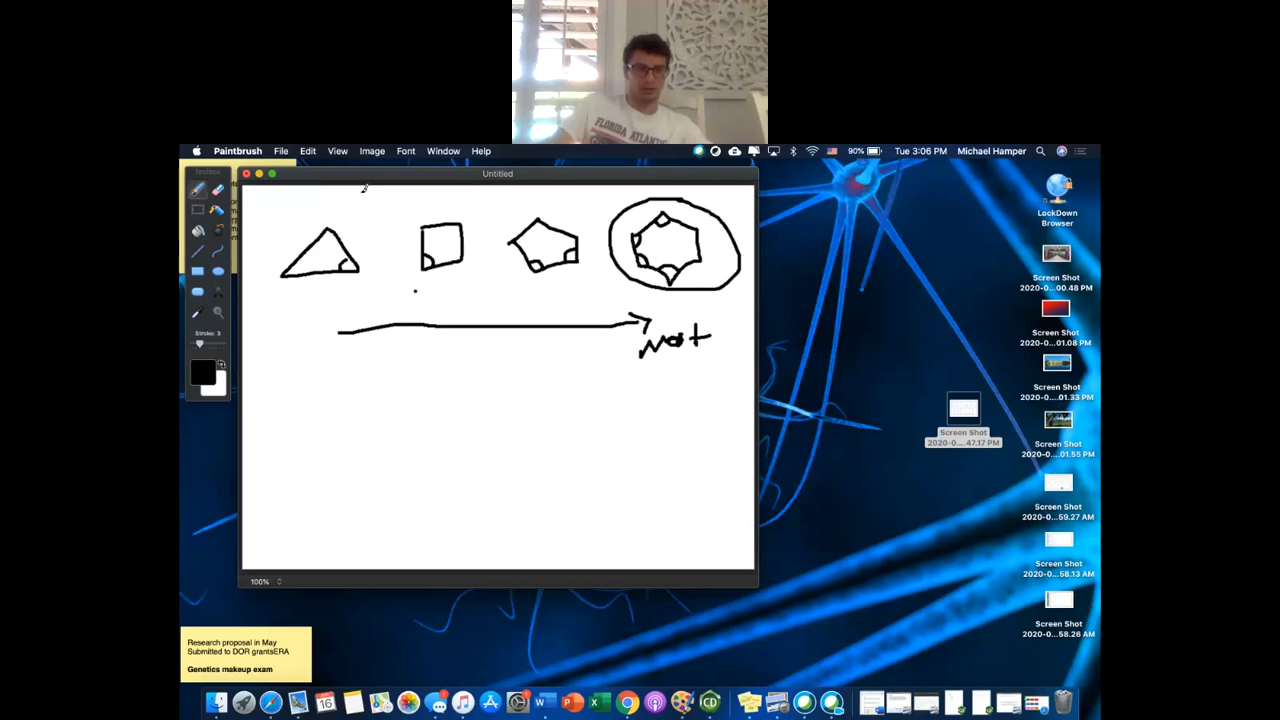 FLORIDA ATLANTIC
Paintbrush File Edit View Image Font Window Help 90% Tue 3:06 PM Michael Hamper
Toolbox
Untitled
LockDown
Browser
Screen Shot
2020-0...00.48 PM
Screen Shot
2020-0....01.08 PM
Stroke: 3
Screen Shot
2020-0....01.33 PM
Screen Shot
2020-0....47.17 PM
Screen Shot
2020-0....01.55 PM
Screen Shot
2020-0...59.27 AM
Screen Shot
2020-0...58.13 AM
100%
Screen Shot
2020-0...58.26 AM
Research proposal in May
Submitted to DOR grantsERA
Genetics makeup exam
16